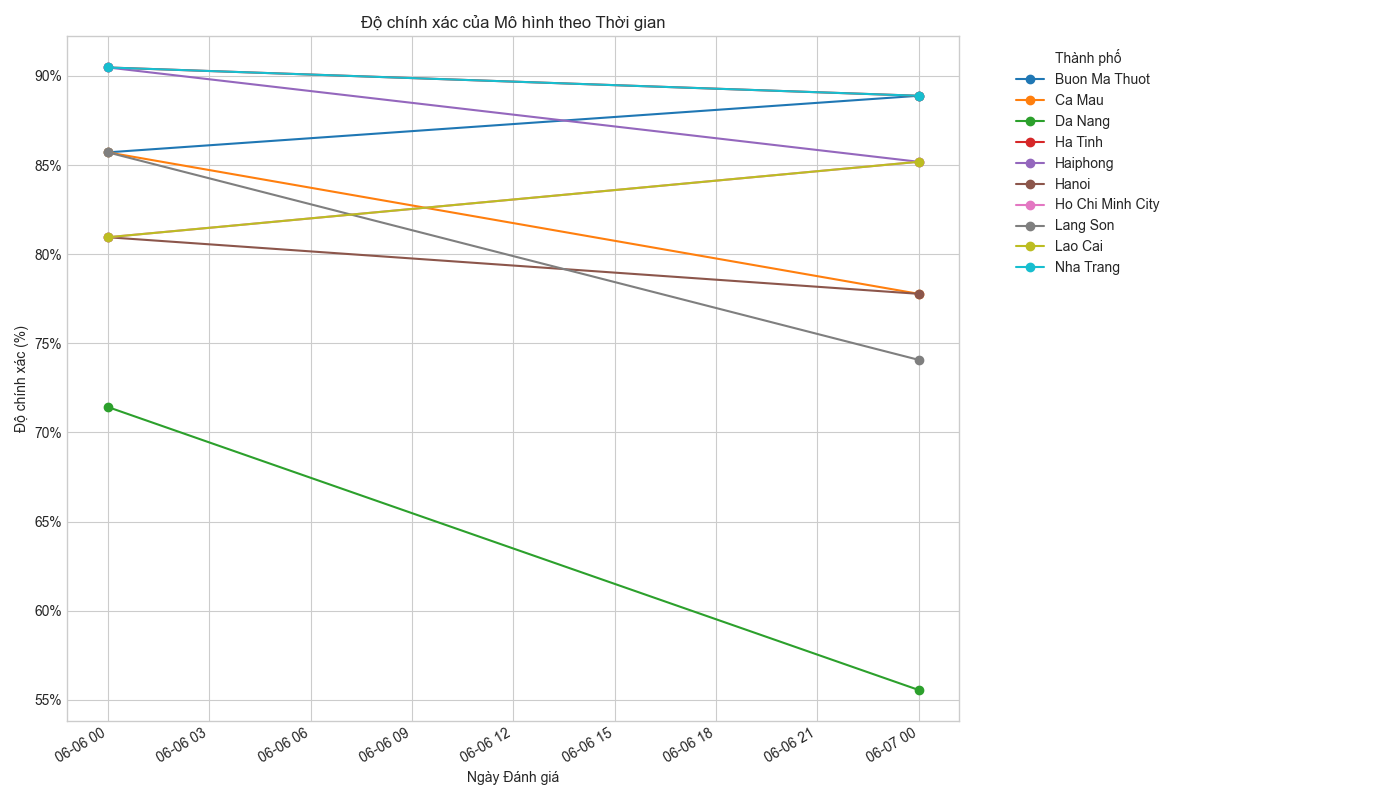 Độ chính xác của Mô hình theo Thời gian
Độ chính xác (%)
90%
85%
80%
75%
70%
65%
60%
55%
06-06 00
06-06 03
06-06 06
06-06 09
06-06 12
06-06 15
06-06 18
06-06 21
06-07 00
Ngày Đánh giá
Thành phố
Buon Ma Thuot
Ca Mau
Da Nang
Ha Tinh
Haiphong
Hanoi
Ho Chi Minh City
Lang Son
Lao Cai
Nha Trang